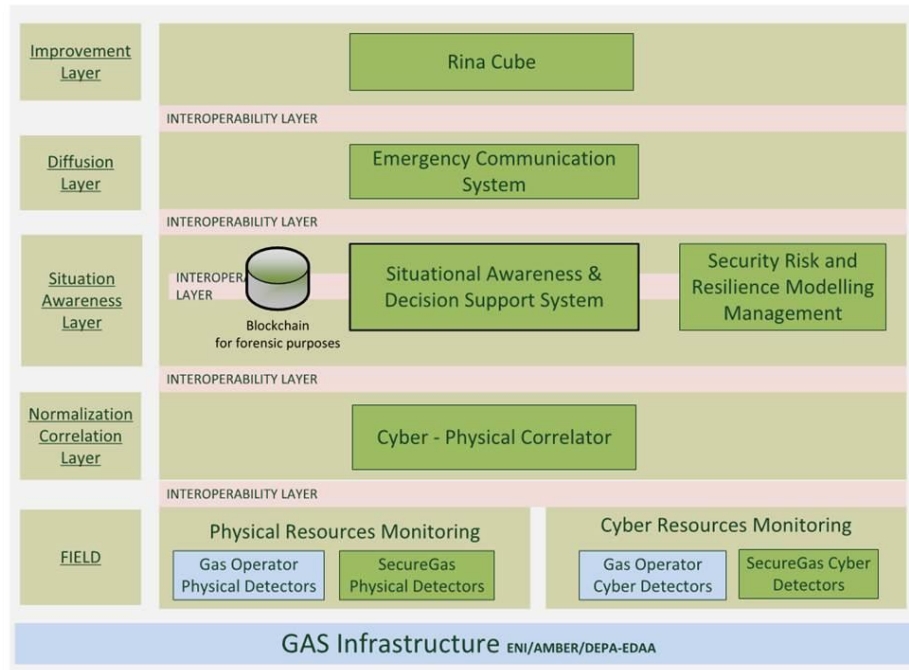 Improvement
Layer
Rina Cube
INTEROPERABILITY LAYER
Diffusion
Layer
Emergency Communication
System
INTEROPERABILITY LAYER
Situation
Awareness
Layer
INTEROPER
LAYER
Blockchain
for forensic purposes
Situational Awareness &
Decision Support System
Security Risk and
Resilience Modelling
Management
INTEROPERABILITY LAYER
Normalization
Correlation
Layer
Cyber - Physical Correlator
INTEROPERABILITY LAYER
FIELD
Physical Resources Monitoring
Gas Operator
Physical Detectors
SecureGas
Physical Detectors
Cyber Resources Monitoring
Gas Operator
Cyber Detectors
SecureGas Cyber
Detectors
GAS Infrastructure ENI/AMBER/DEPA-EDAA